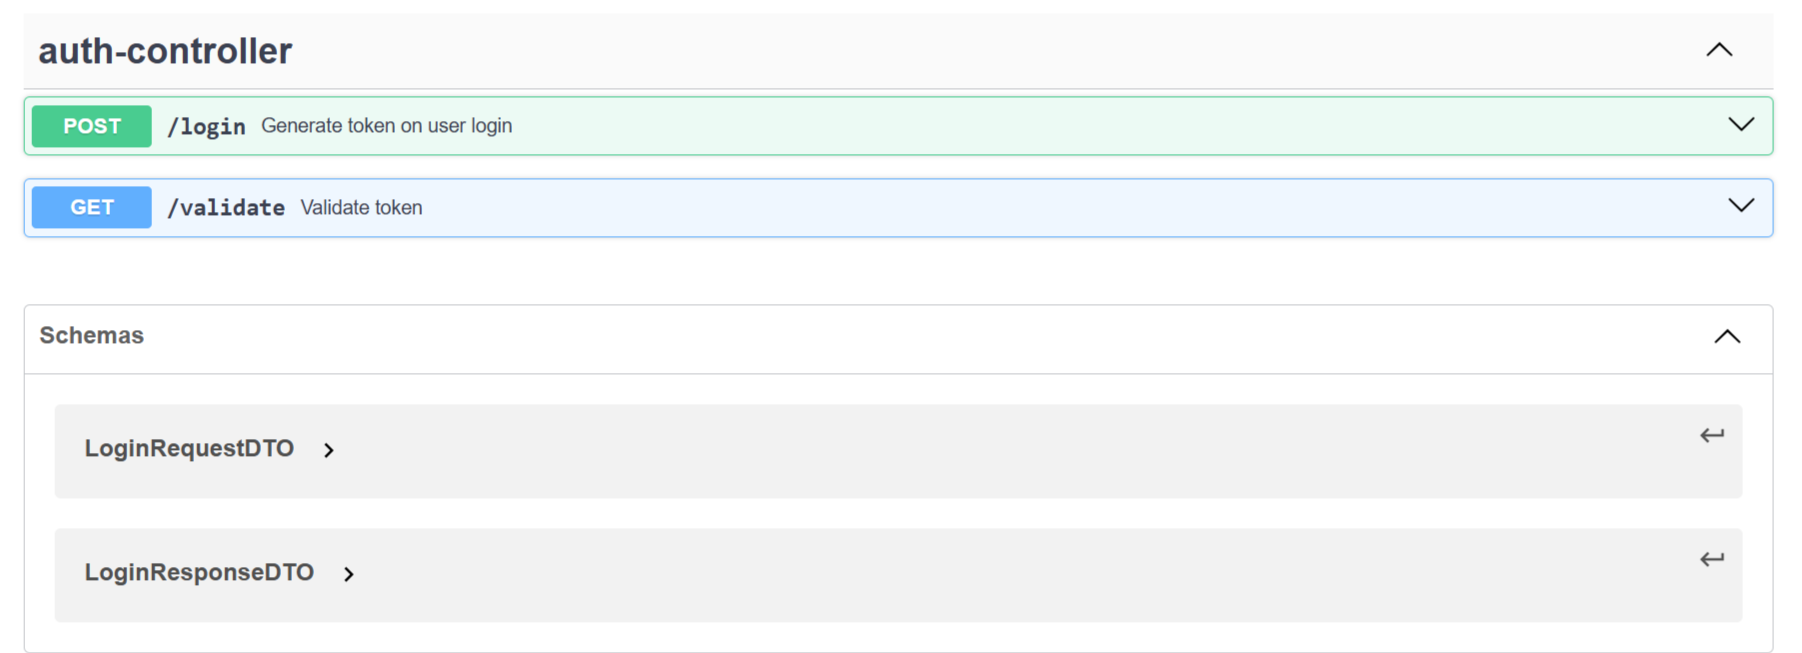 auth-controller
POST /login Generate token on user login
GET /validate Validate token
Schemas
LoginRequestDTO
LoginResponseDTO